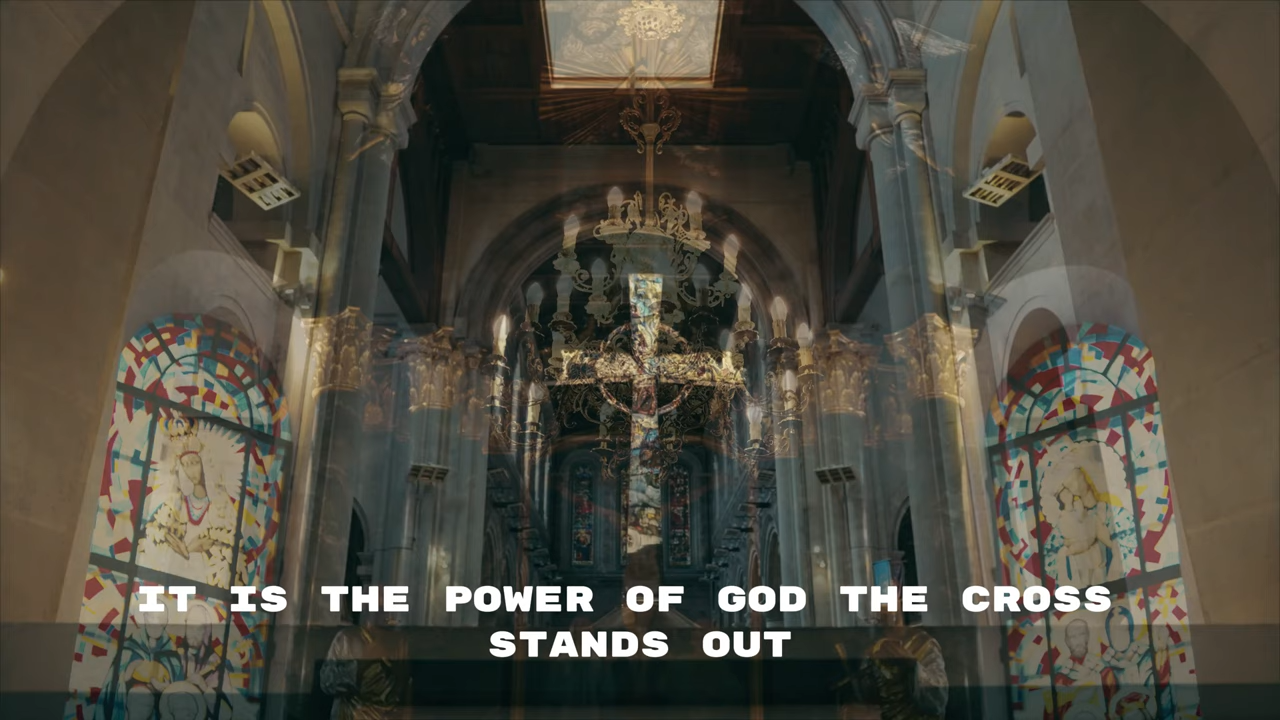 IT IS THE POWER OF GOD THE CROSS
STANDS OUT